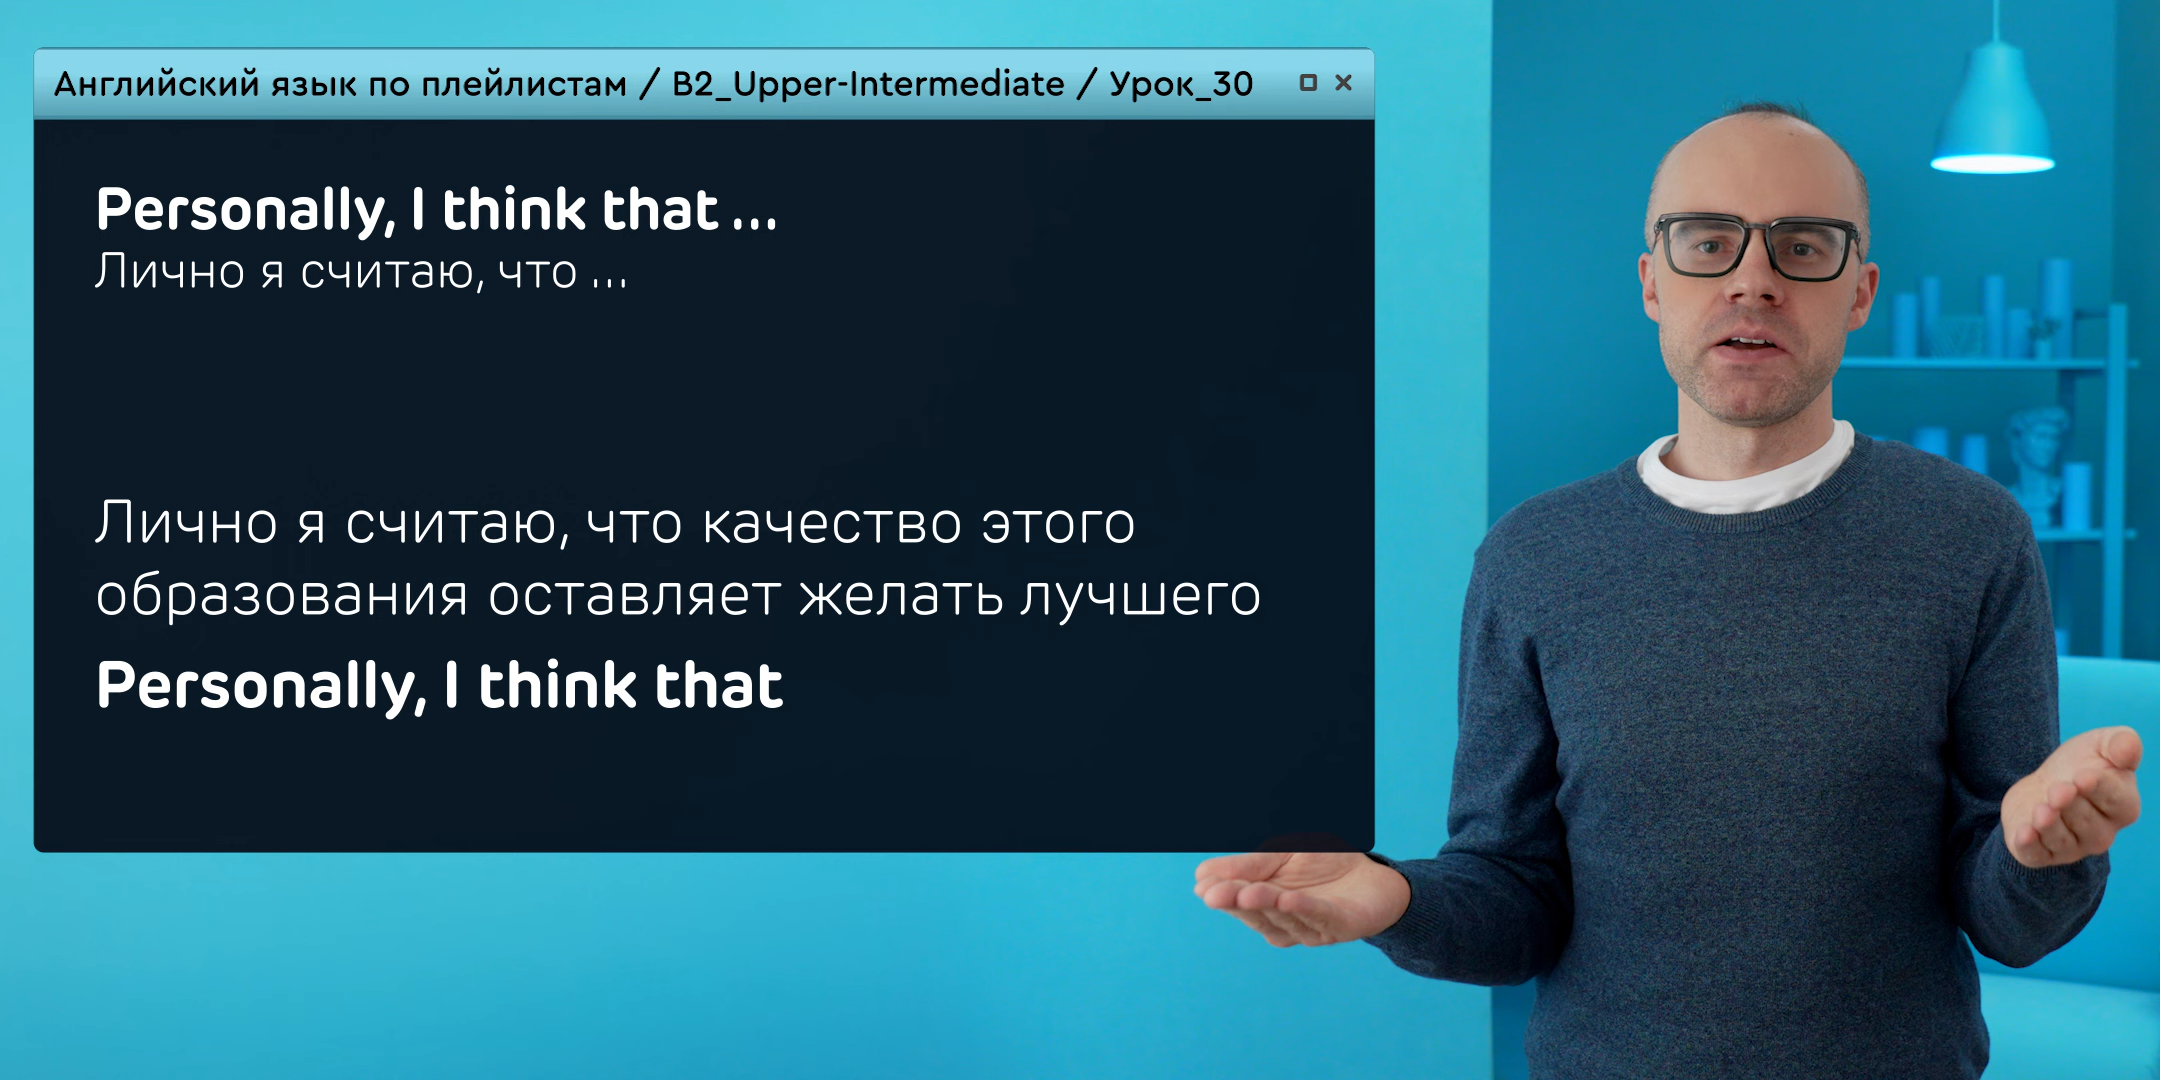 Английский язык по плейлистам / B2_Upper-Intermediate / Урок_30
Personally, I think that ...
Лично я считаю, что ...
Лично я считаю, что качество этого
образования оставляет желать лучшего
Personally, I think that